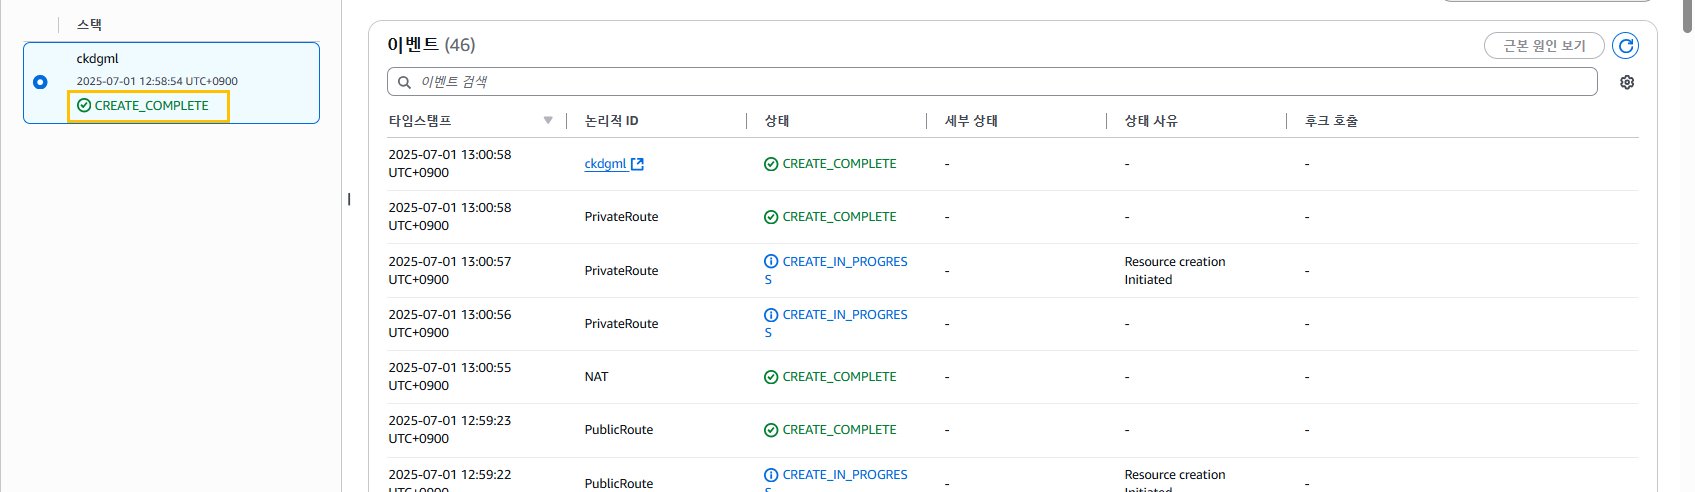 스택
ckdgml
2025-07-01 12:58:54 UTC+0900
CREATE_COMPLETE
이벤트 (46)
근본 원인 보기
이벤트 검색
타임스탬프 논리적 ID 상태 세부 상태 상태 사유 후크 호출
2025-07-01 13:00:58 UTC+0900 ckdgml CREATE_COMPLETE - - -
2025-07-01 13:00:58 UTC+0900 PrivateRoute CREATE_COMPLETE - - -
2025-07-01 13:00:57 UTC+0900 PrivateRoute CREATE_IN_PROGRESS - Resource creation Initiated -
2025-07-01 13:00:56 UTC+0900 PrivateRoute CREATE_IN_PROGRESS - - -
2025-07-01 13:00:55 UTC+0900 NAT CREATE_COMPLETE - - -
2025-07-01 12:59:23 UTC+0900 PublicRoute CREATE_COMPLETE - - -
2025-07-01 12:59:22 UTC+0900 PublicRoute CREATE_IN_PROGRESS - Resource creation Initiated -